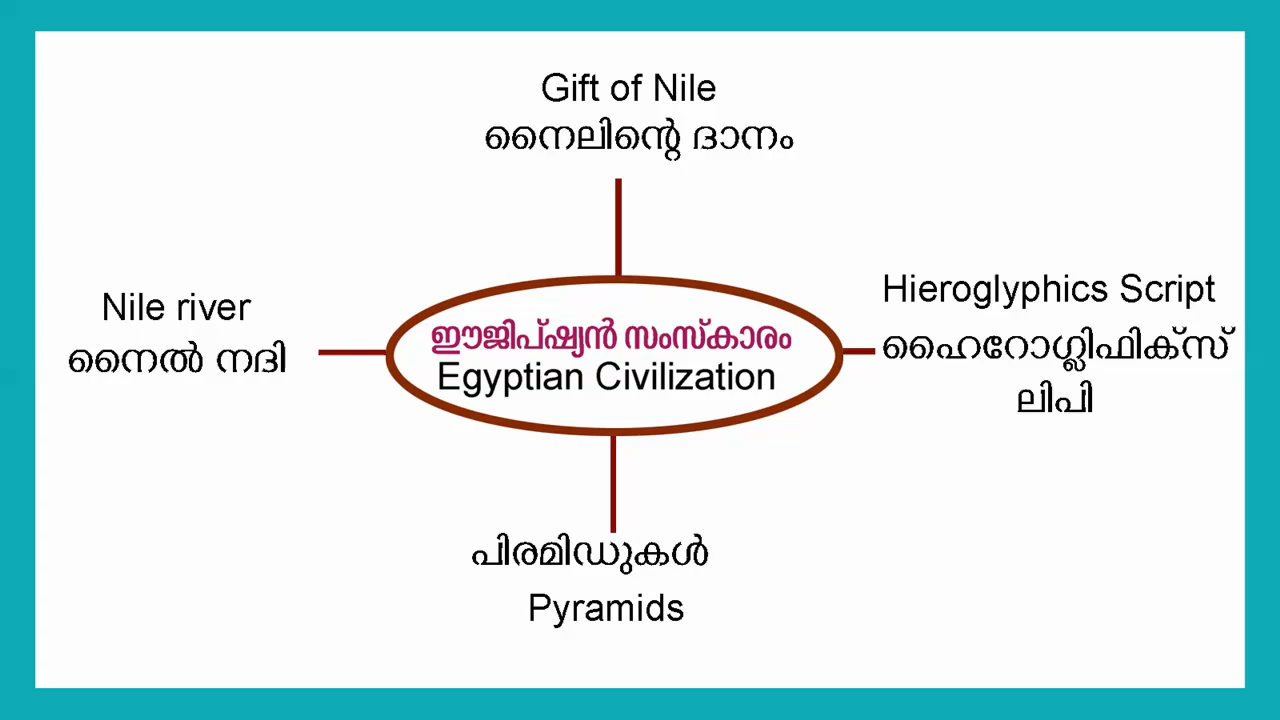 Gift of Nile
നൈലിന്റെ ദാനം
Nile river
നൈൽ നദി
ഈജിപ്ഷ്യൻ സംസ്കാരം
Egyptian Civilization
Hieroglyphics Script
ഹൈറോഗ്ലിഫിക്സ്
ലിപി
പിരമിഡുകൾ
Pyramids